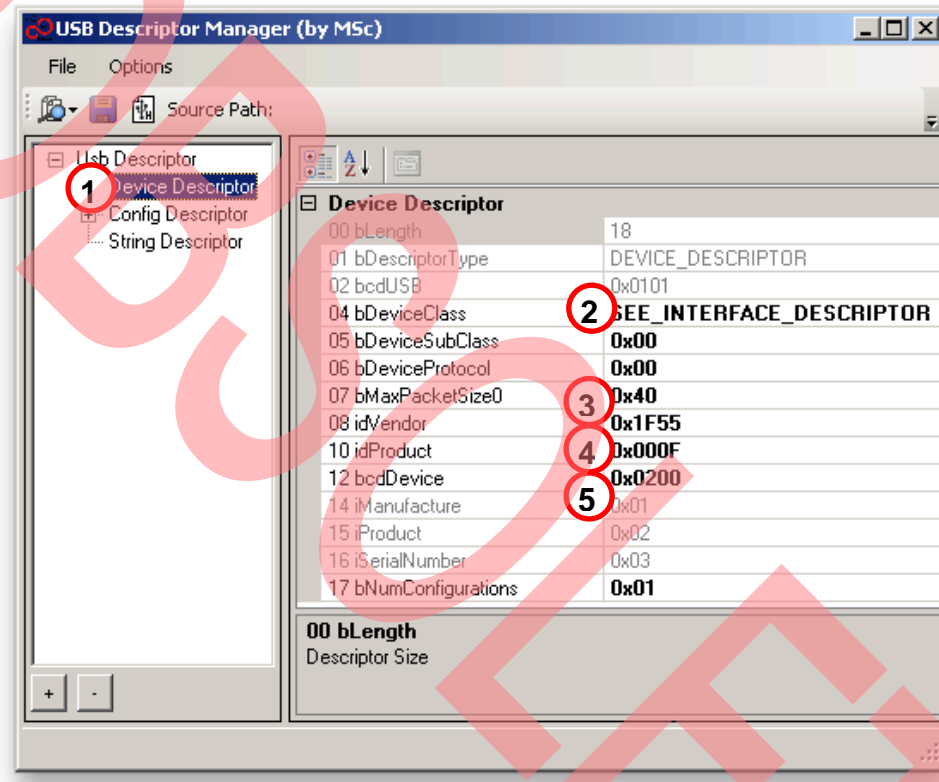 USB Descriptor Manager (by MSc)
File Options
Source Path:
Usb Descriptor
1 Device Descriptor
Config Descriptor
String Descriptor
Device Descriptor
00 bLength 18
01 bDescriptorType DEVICE_DESCRIPTOR
02 bcdUSB 0x0101
04 bDeviceClass 2 SEE_INTERFACE_DESCRIPTOR
05 bDeviceSubClass 0x00
06 bDeviceProtocol 0x00
07 bMaxPacketSize0 0x40
3
08 idVendor 0x1F55
10 idProduct 4 0x000F
12 bcdDevice 0x0200
5
14 iManufacture 0x01
15 iProduct 0x02
16 iSerialNumber 0x03
17 bNumConfigurations 0x01
00 bLength
Descriptor Size
+ -